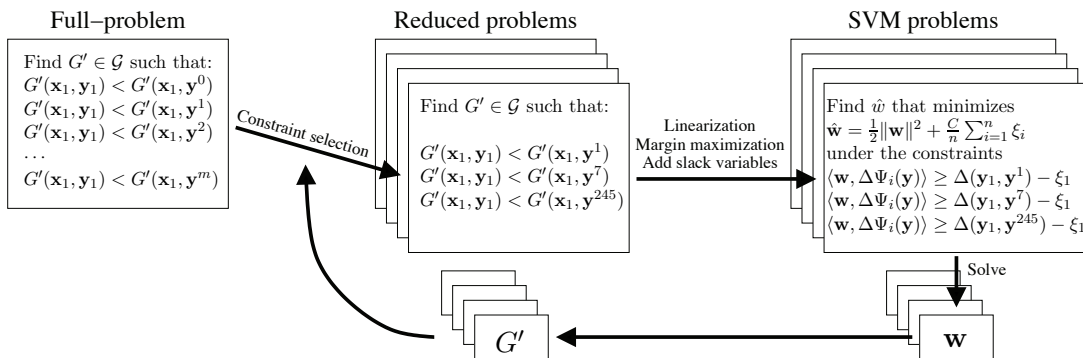 Full−problem
Find G′ ∈ 𝒢 such that:
G′(x₁, y₁) < G′(x₁, y⁰)
G′(x₁, y₁) < G′(x₁, y¹)
G′(x₁, y₁) < G′(x₁, y²)
...
G′(x₁, y₁) < G′(x₁, yᵐ)
Constraint selection
Reduced problems
Find G′ ∈ 𝒢 such that:
G′(x₁, y₁) < G′(x₁, y¹)
G′(x₁, y₁) < G′(x₁, y⁷)
G′(x₁, y₁) < G′(x₁, y²⁴⁵)
Linearization
Margin maximization
Add slack variables
SVM problems
Find ŵ that minimizes
ŵ = ½‖w‖² + C/n ∑ⁿᵢ₌₁ ξᵢ
under the constraints
⟨w, ΔΨᵢ(y)⟩ ≥ Δ(y₁, y¹) − ξ₁
⟨w, ΔΨᵢ(y)⟩ ≥ Δ(y₁, y⁷) − ξ₁
⟨w, ΔΨᵢ(y)⟩ ≥ Δ(y₁, y²⁴⁵) − ξ₁
Solve
G′
w